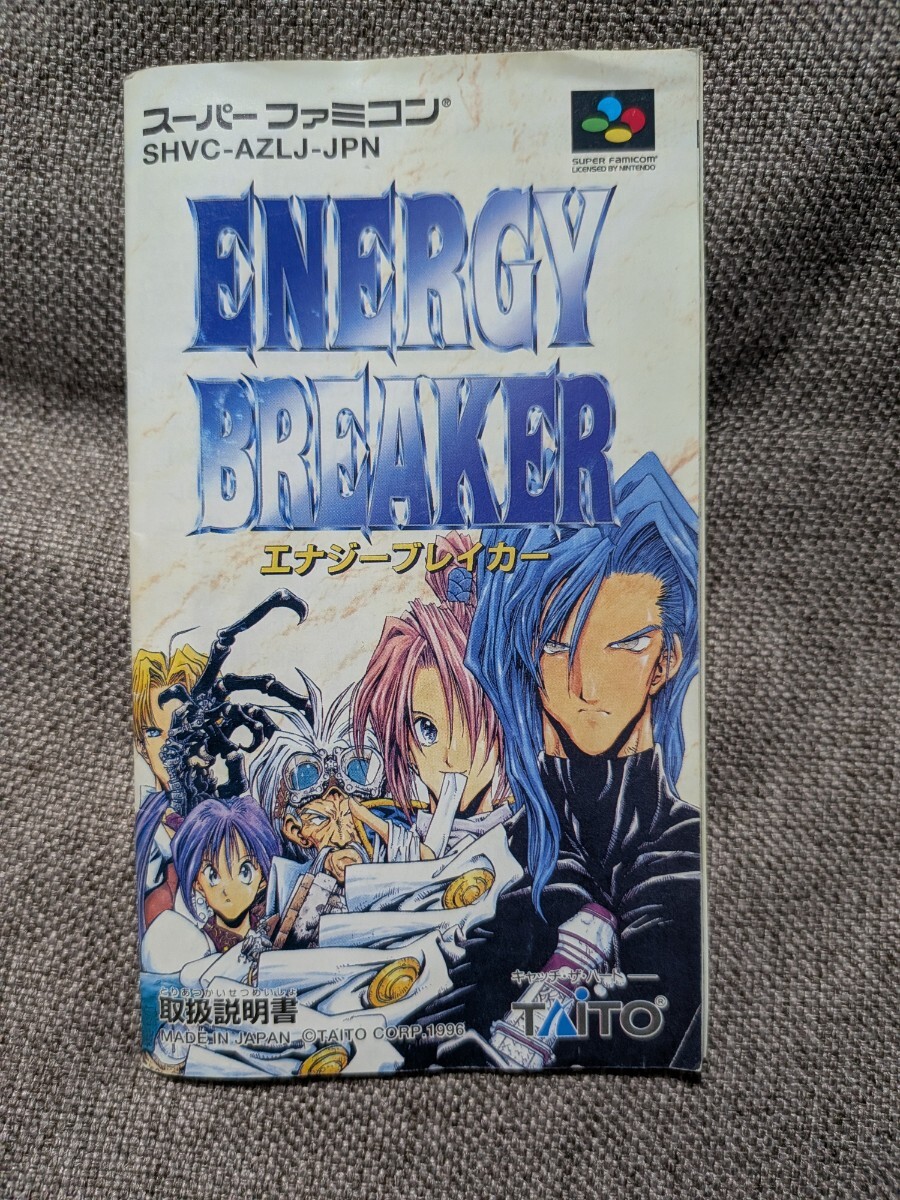 スーパーファミコン®
SHVC-AZLJ-JPN
SUPER FAMICOM
LICENSED BY NINTENDO
ENERGY
BREAKER
エナジーブレイカー
とりあつかいせつめいしょ
取扱説明書
MADE IN JAPAN ©TAITO CORP.1996
キャッチ・ザ・ハート
TAITO®